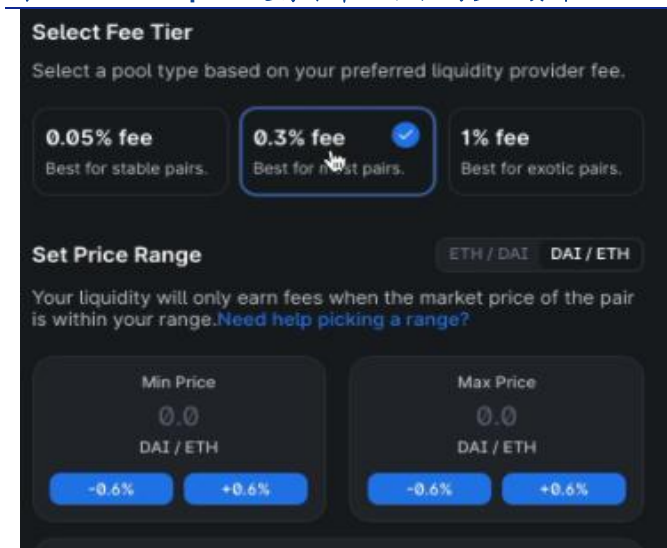 Select Fee Tier
Select a pool type based on your preferred liquidity provider fee.
0.05% fee
Best for stable pairs.
0.3% fee
Best for most pairs.
1% fee
Best for exotic pairs.
Set Price Range
ETH / DAI DAI / ETH
Your liquidity will only earn fees when the market price of the pair
is within your range.Need help picking a range?
Min Price
0.0
DAI / ETH
-0.6% +0.6%
Max Price
0.0
DAI / ETH
-0.6% +0.6%